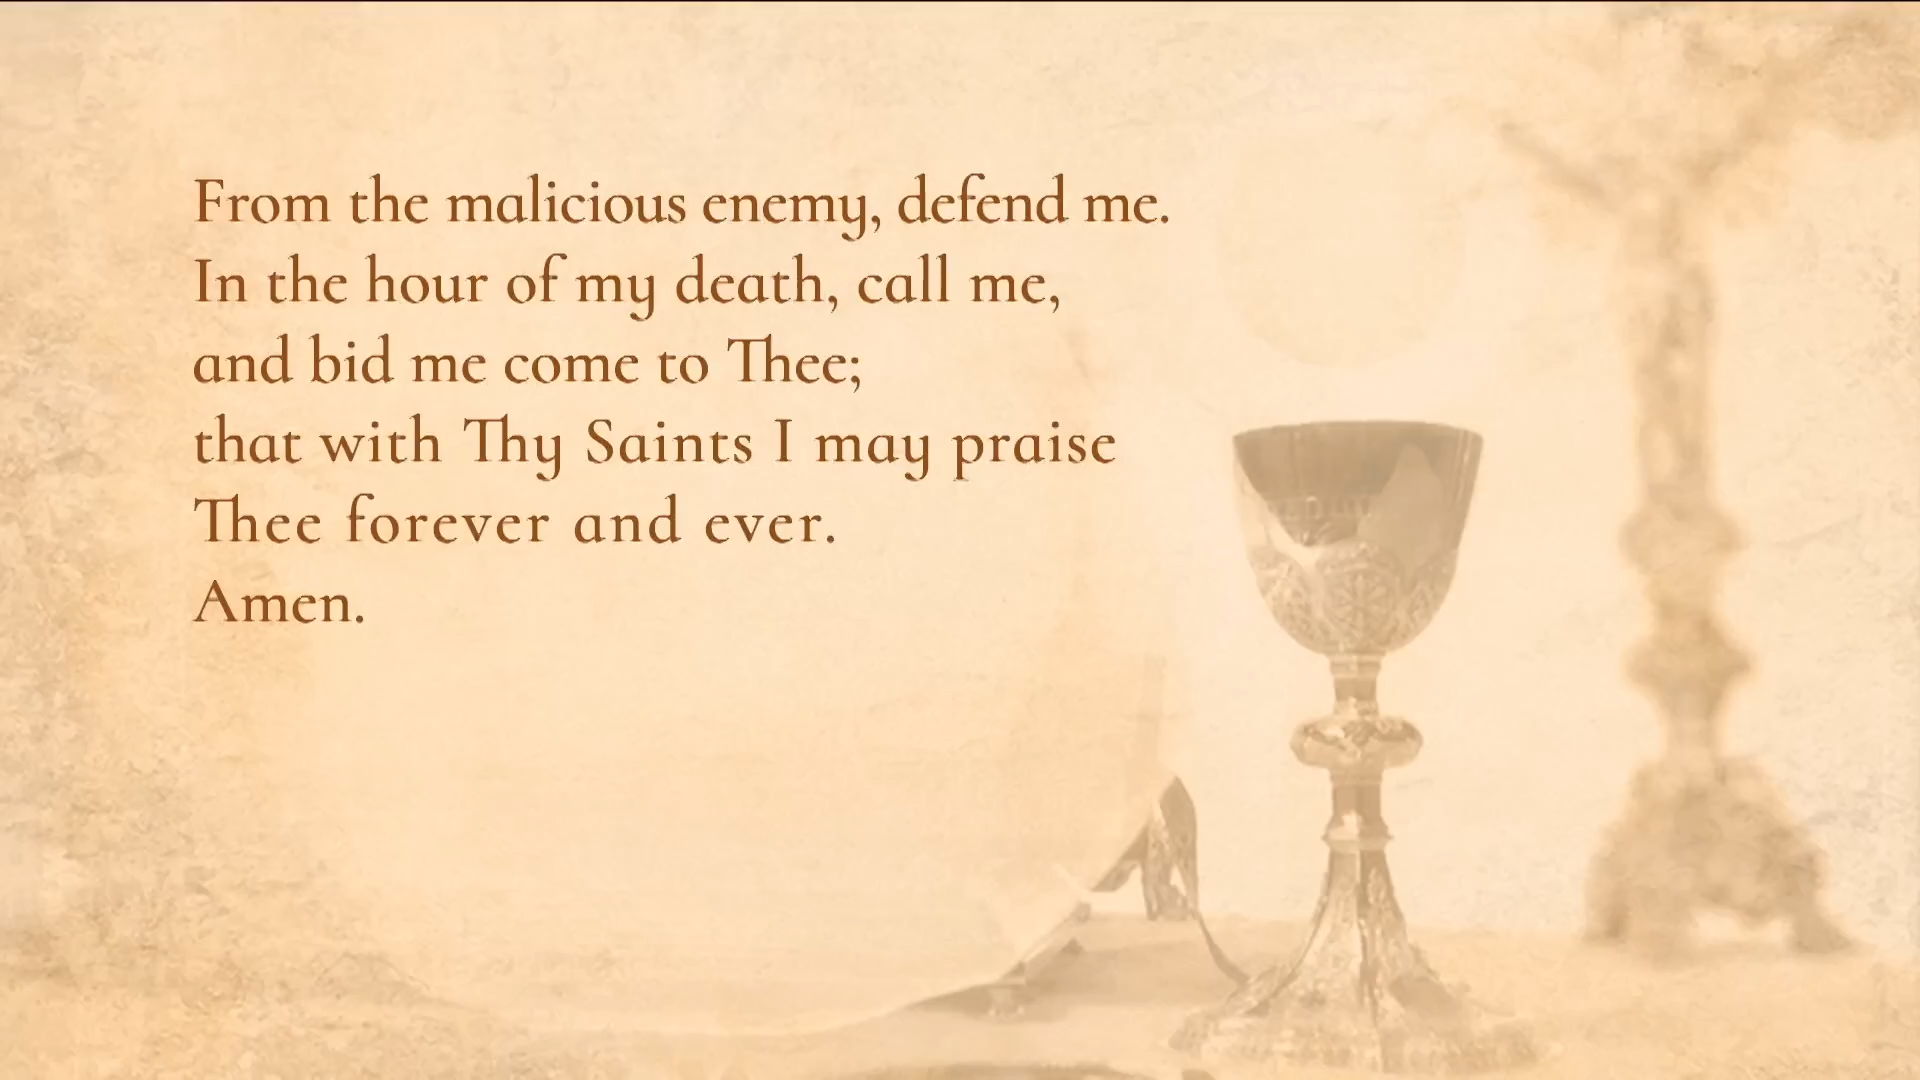 From the malicious enemy, defend me.
In the hour of my death, call me,
and bid me come to Thee;
that with Thy Saints I may praise
Thee forever and ever.
Amen.